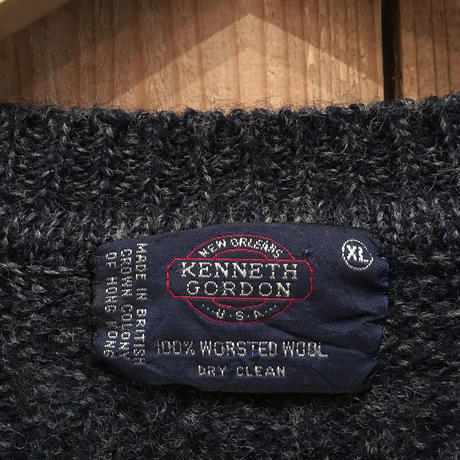 NEW ORLEANS
KENNETH
GORDON
U.S.A.
XL
100% WORSTED WOOL
DRY CLEAN
MADE IN BRITISH
CROWN COLONY
OF HONG KONG